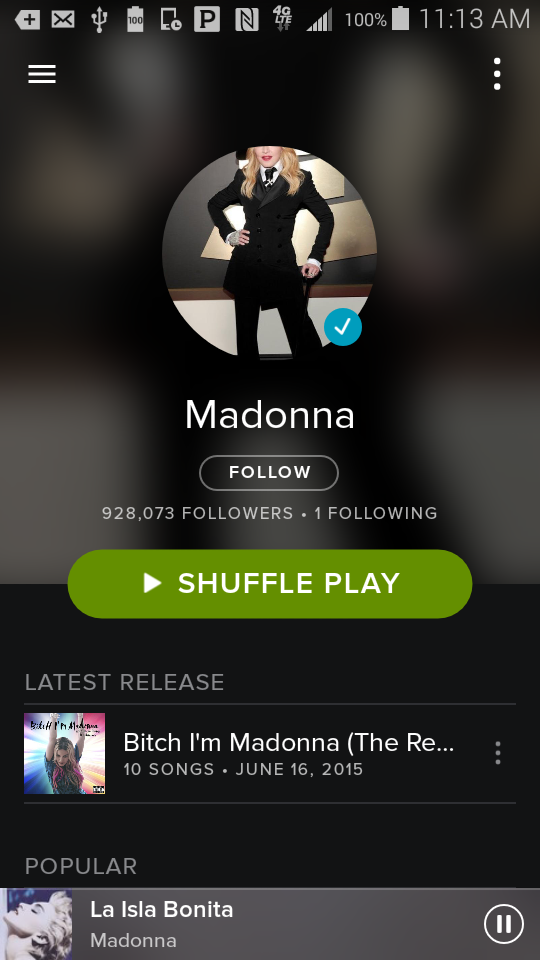 100
P
N
4G
LTE
100%
11:13 AM
Madonna
FOLLOW
928,073 FOLLOWERS • 1 FOLLOWING
SHUFFLE PLAY
LATEST RELEASE
Bitch I'm Madonna
Bitch I'm Madonna (The Re...
10 SONGS • JUNE 16, 2015
POPULAR
La Isla Bonita
Madonna